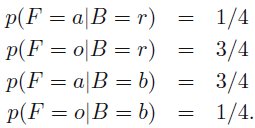 p(F = a|B = r) = 1/4
p(F = o|B = r) = 3/4
p(F = a|B = b) = 3/4
p(F = o|B = b) = 1/4.